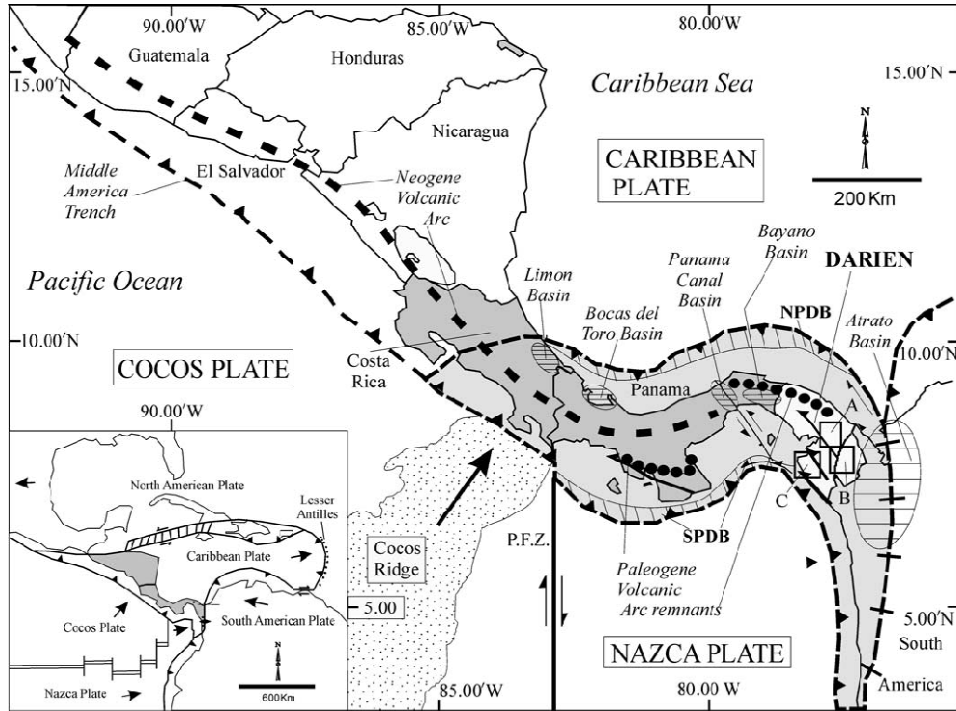 90.00'W
85.00'W
80.00'W
Guatemala
Honduras
15.00'N
15.00'N
Caribbean Sea
N
Nicaragua
CARIBBEAN
PLATE
200 Km
El Salvador
Middle
America
Trench
Neogene
Volcanic
Arc
Pacific Ocean
Limon
Basin
Panama
Canal
Basin
Bayano
Basin
DARIEN
Bocas del
Toro Basin
NPDB
Atrato
Basin
10.00'N
10.00'N
Costa
Rica
Panama
COCOS PLATE
A
B
C
P.F.Z.
SPDB
Cocos
Ridge
Paleogene
Volcanic
Arc remnants
5.00
5.00'N
South
America
NAZCA PLATE
85.00'W
80.00 W
90.00'W
North American Plate
Lesser
Antilles
Caribbean Plate
Cocos Plate
South American Plate
N
600Km
Nazca Plate